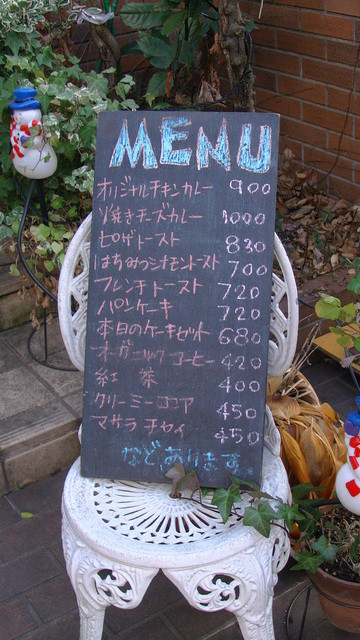 MENU
オリジナルチキンカレー 900
焼きチーズカレー 1000
ピザトースト 830
はちみつシナモントースト 700
フレンチトースト 720
パンケーキ 720
本日のケーキセット 680
オーガニックコーヒー 420
紅茶 400
クリーミーココア 450
マサラチャイ 450
などあります。